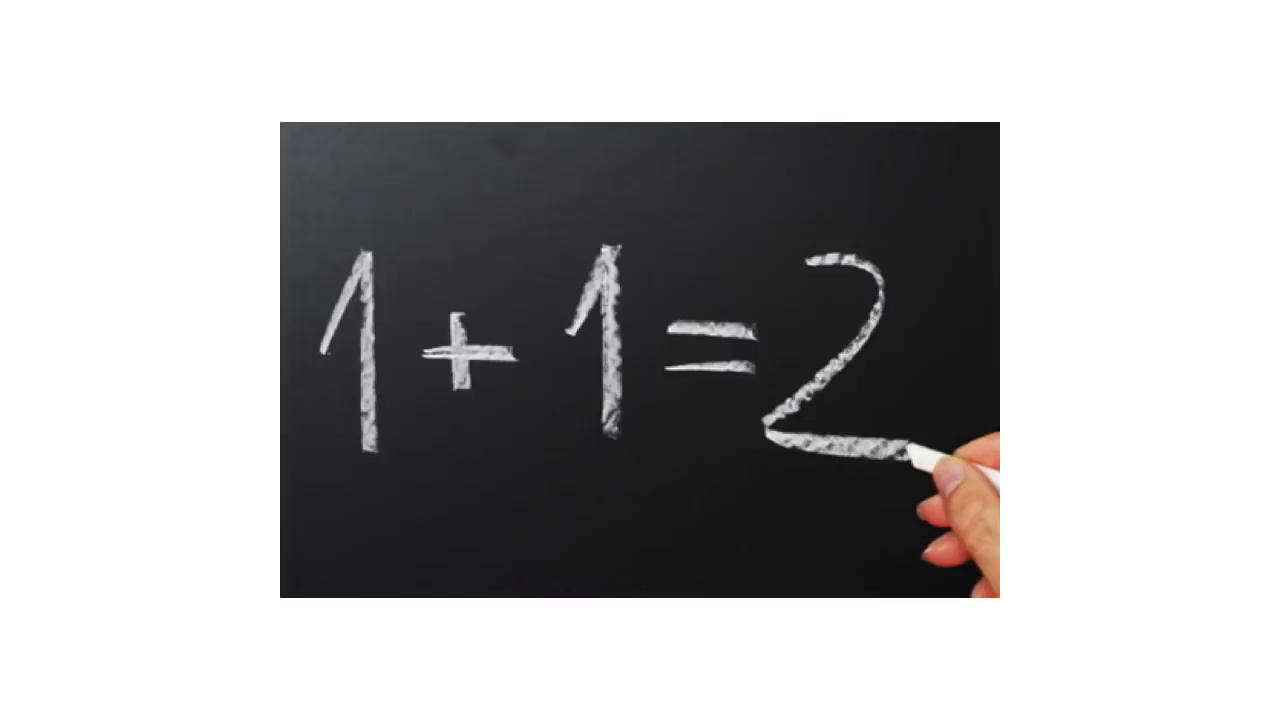 1 + 1 = 2